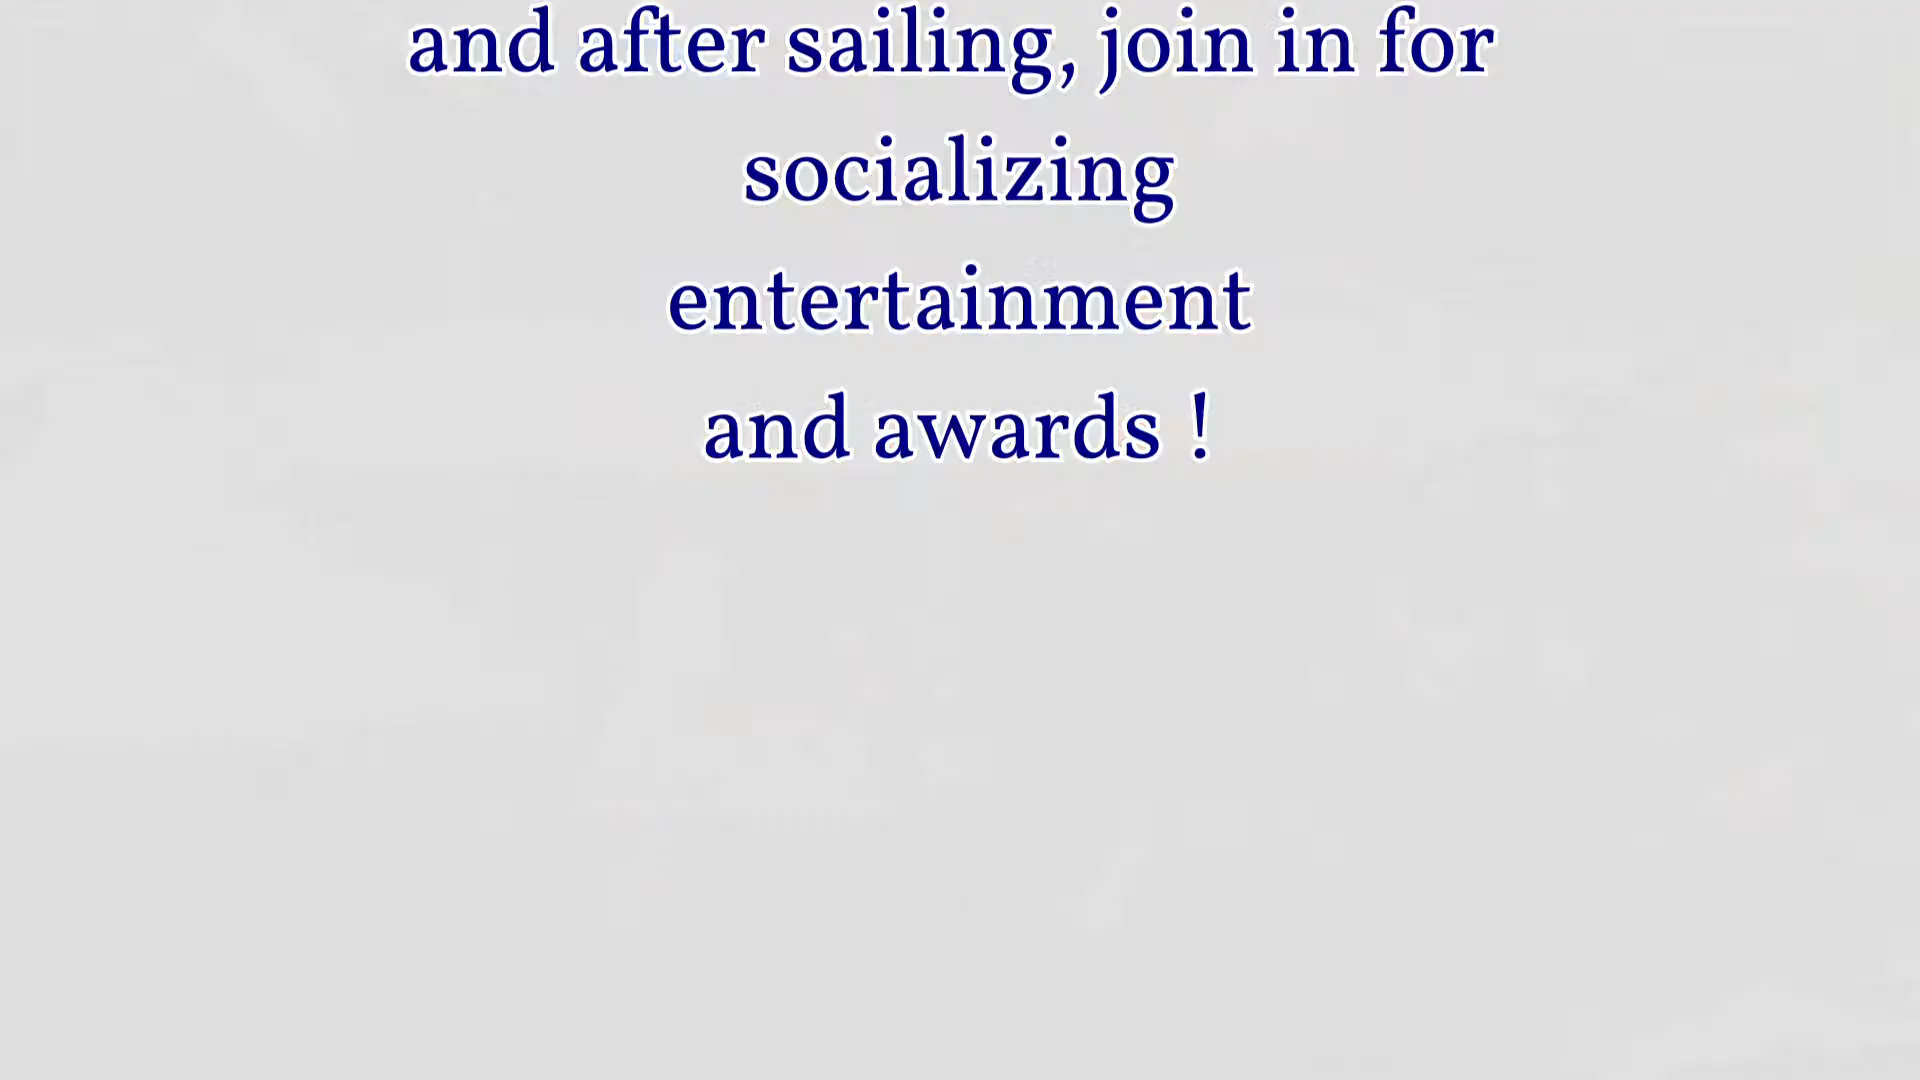 and after sailing, join in for
socializing
entertainment
and awards !